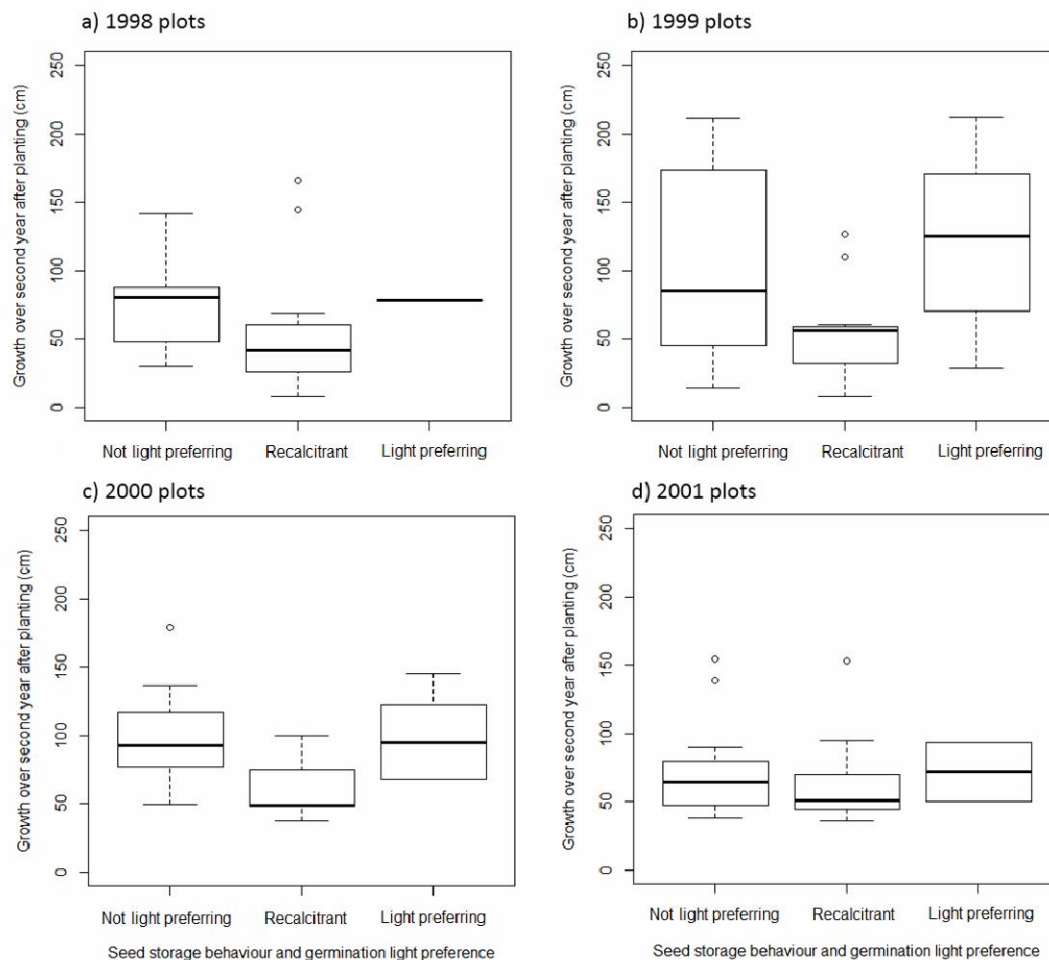 a) 1998 plots
Growth over second year after planting (cm)
250
200
150
100
50
0
Not light preferring
Recalcitrant
Light preferring
b) 1999 plots
Growth over second year after planting (cm)
250
200
150
100
50
0
Not light preferring
Recalcitrant
Light preferring
c) 2000 plots
Growth over second year after planting (cm)
250
200
150
100
50
0
Not light preferring
Recalcitrant
Light preferring
Seed storage behaviour and germination light preference
d) 2001 plots
Growth over second year after planting (cm)
250
200
150
100
50
0
Not light preferring
Recalcitrant
Light preferring
Seed storage behaviour and germination light preference